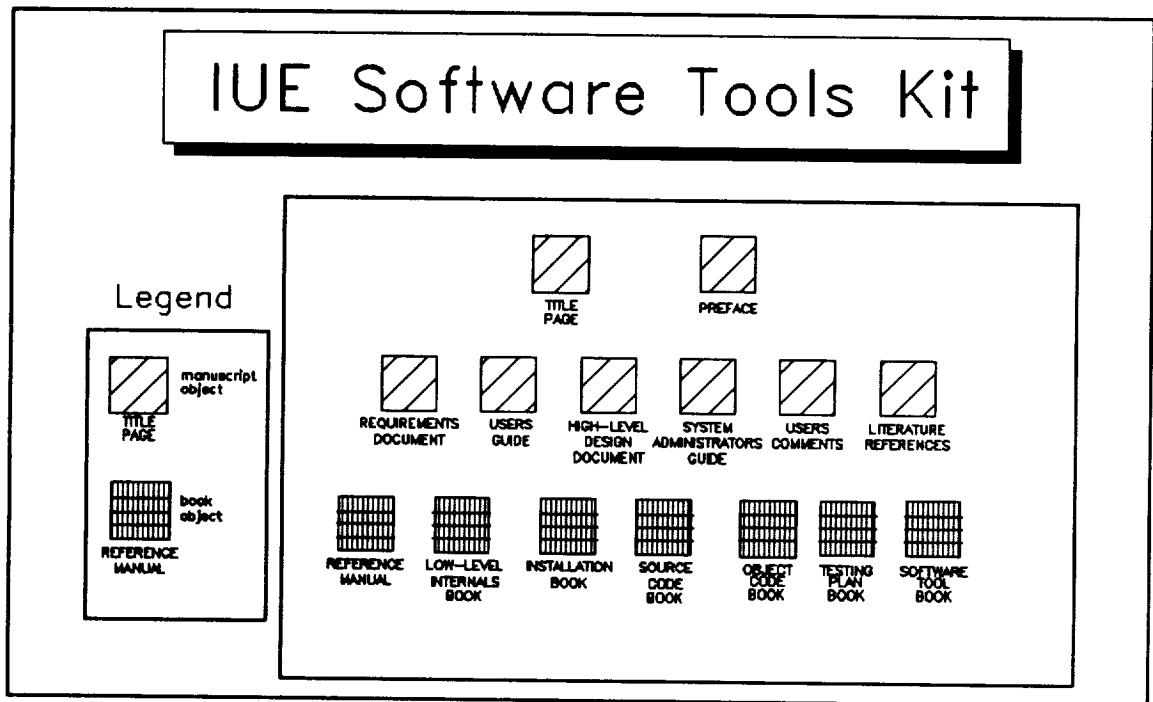 IUE Software Tools Kit
Legend
manuscript
object
TITLE
PAGE
book
object
REFERENCE
MANUAL
TITLE
PAGE
PREFACE
REQUIREMENTS
DOCUMENT
USERS
GUIDE
HIGH-LEVEL
DESIGN
DOCUMENT
SYSTEM
ADMINISTRATORS
GUIDE
USERS
COMMENTS
LITERATURE
REFERENCES
REFERENCE
MANUAL
LOW-LEVEL
INTERNALS
BOOK
INSTALLATION
BOOK
SOURCE
CODE
BOOK
OBJECT
CODE
BOOK
TESTING
PLAN
BOOK
SOFTWARE
TOOL
BOOK